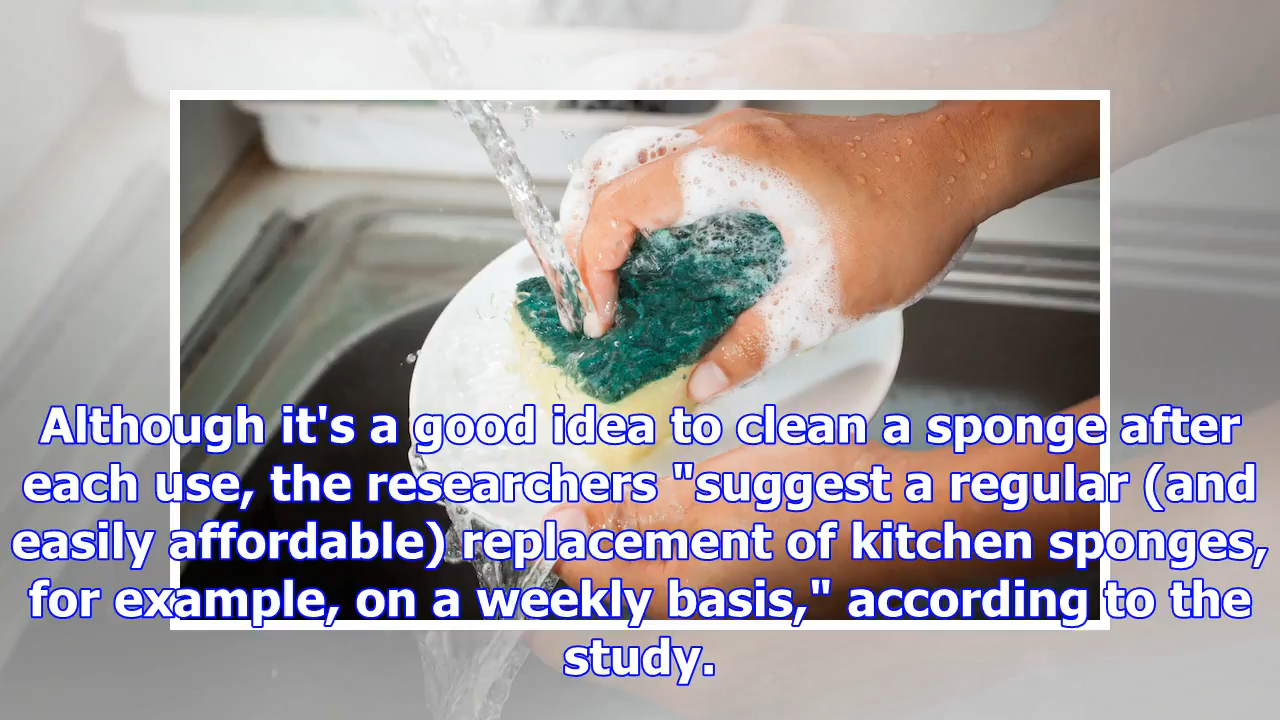 Although it's a good idea to clean a sponge after
each use, the researchers "suggest a regular (and
easily affordable) replacement of kitchen sponges,
for example, on a weekly basis," according to the
study.